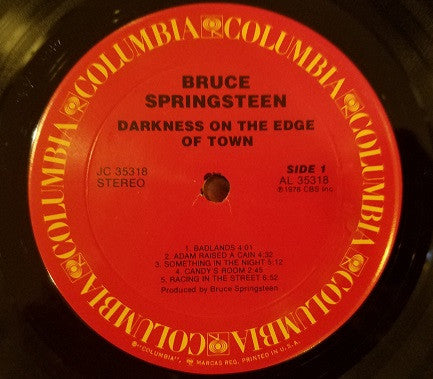 COLUMBIA COLUMBIA COLUMBIA COLUMBIA COLUMBIA COLUMBIA
BRUCE
SPRINGSTEEN
DARKNESS ON THE EDGE
OF TOWN
JC 35318
STEREO
SIDE 1
AL 35318
℗1978 CBS Inc.
1. BADLANDS 4:01
2. ADAM RAISED A CAIN 4:32
3. SOMETHING IN THE NIGHT 5:12
4. CANDY'S ROOM 2:45
5. RACING IN THE STREET 6:52
Produced by Bruce Springsteen
® "COLUMBIA", MARCAS REG. PRINTED IN U.S.A.